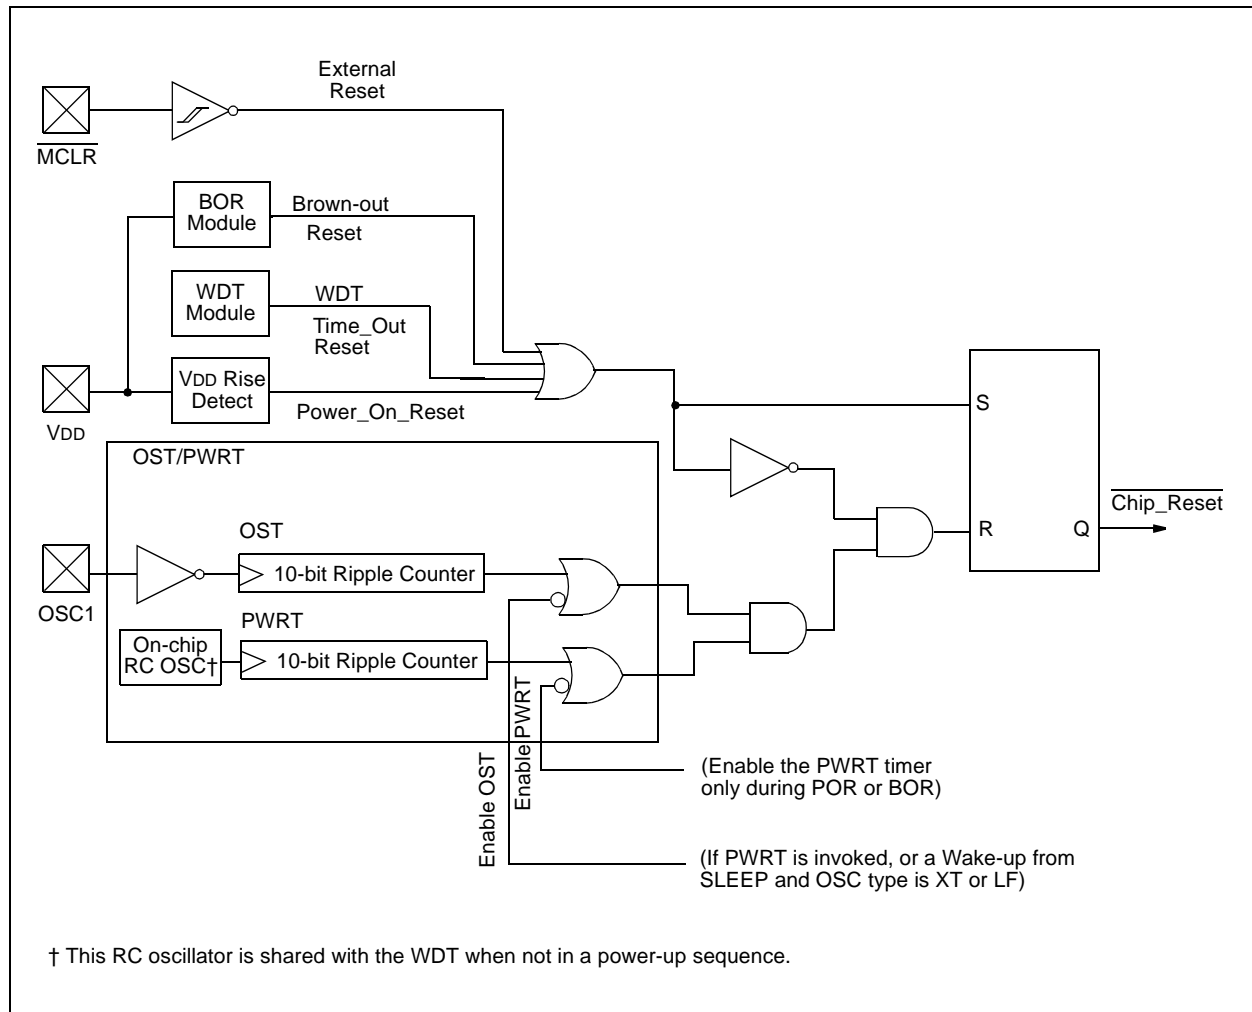 External
Reset
MCLR
BOR
Module
Brown-out
Reset
WDT
Module
WDT
Time_Out
Reset
VDD Rise
Detect
Power_On_Reset
VDD
S
OST/PWRT
Chip_Reset
R
Q
OST
10-bit Ripple Counter
OSC1
PWRT
On-chip
RC OSC†
10-bit Ripple Counter
Enable PWRT
Enable OST
(Enable the PWRT timer
only during POR or BOR)
(If PWRT is invoked, or a Wake-up from
SLEEP and OSC type is XT or LF)
† This RC oscillator is shared with the WDT when not in a power-up sequence.